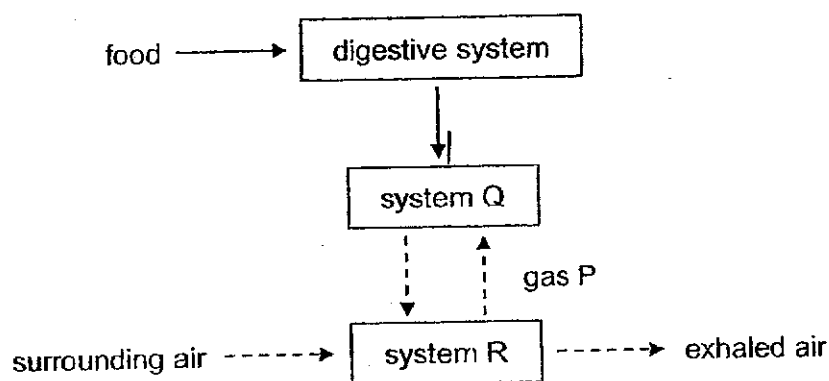 food
digestive system
system Q
gas P
surrounding air
system R
exhaled air